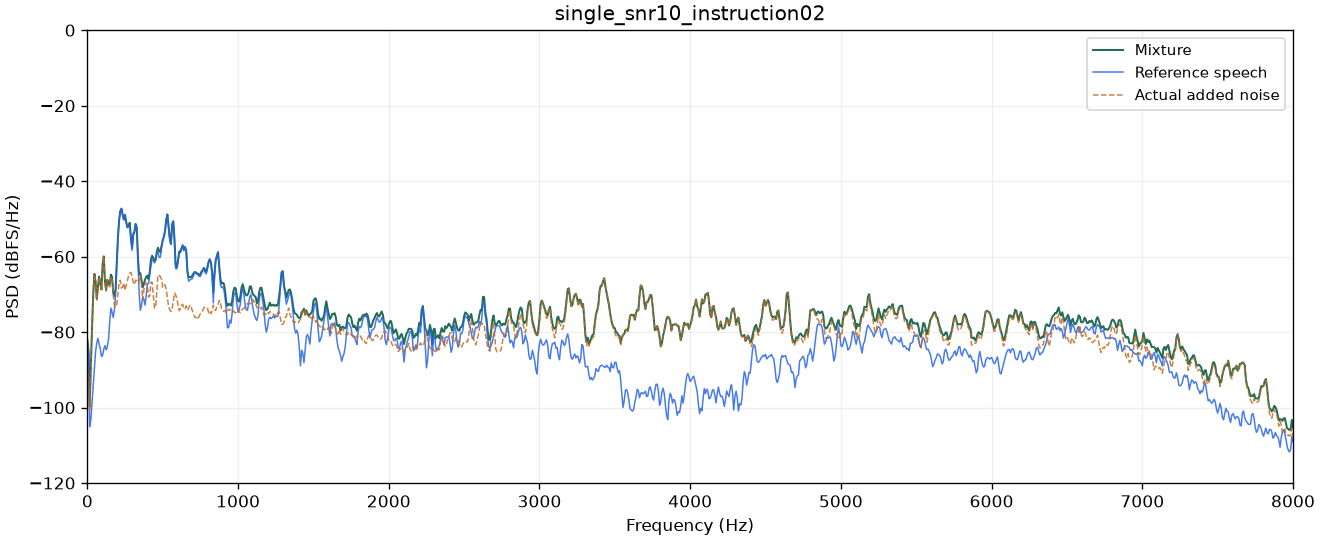 single_snr10_instruction02
0
−20
−40
−60
−80
−100
−120
PSD (dBFS/Hz)
Mixture
Reference speech
Actual added noise
0 1000 2000 3000 4000 5000 6000 7000 8000
Frequency (Hz)